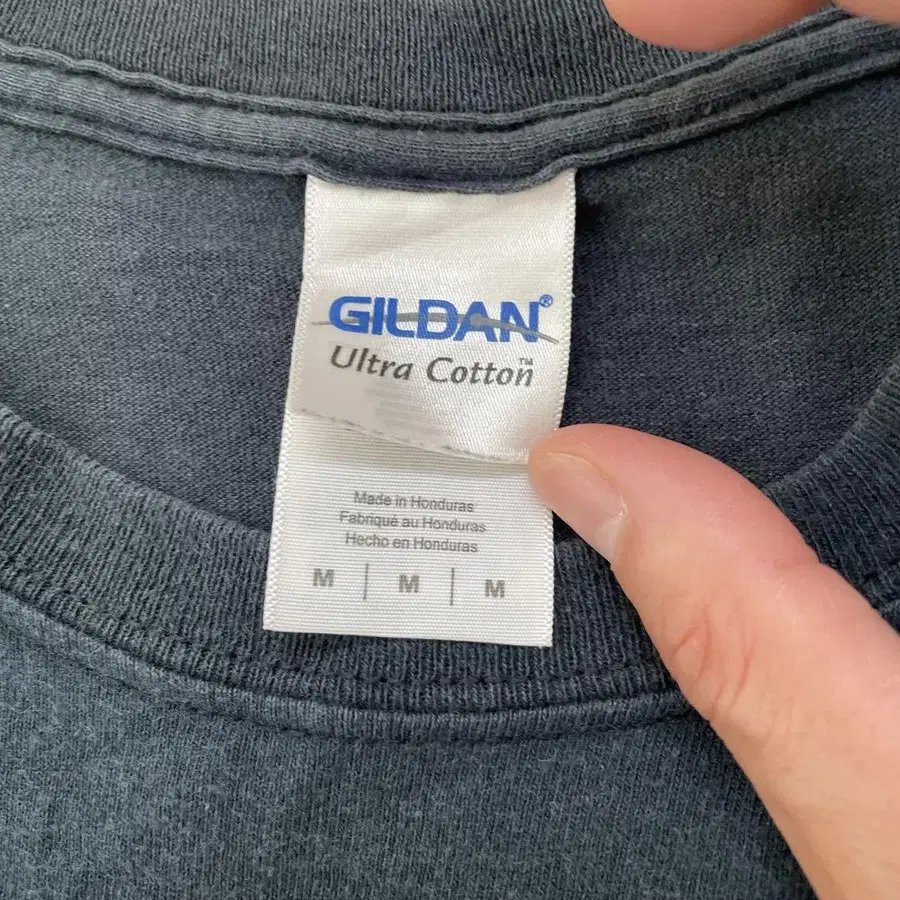 GILDAN®
Ultra Cotton™
Made in Honduras
Fabriqué au Honduras
Hecho en Honduras
M | M | M